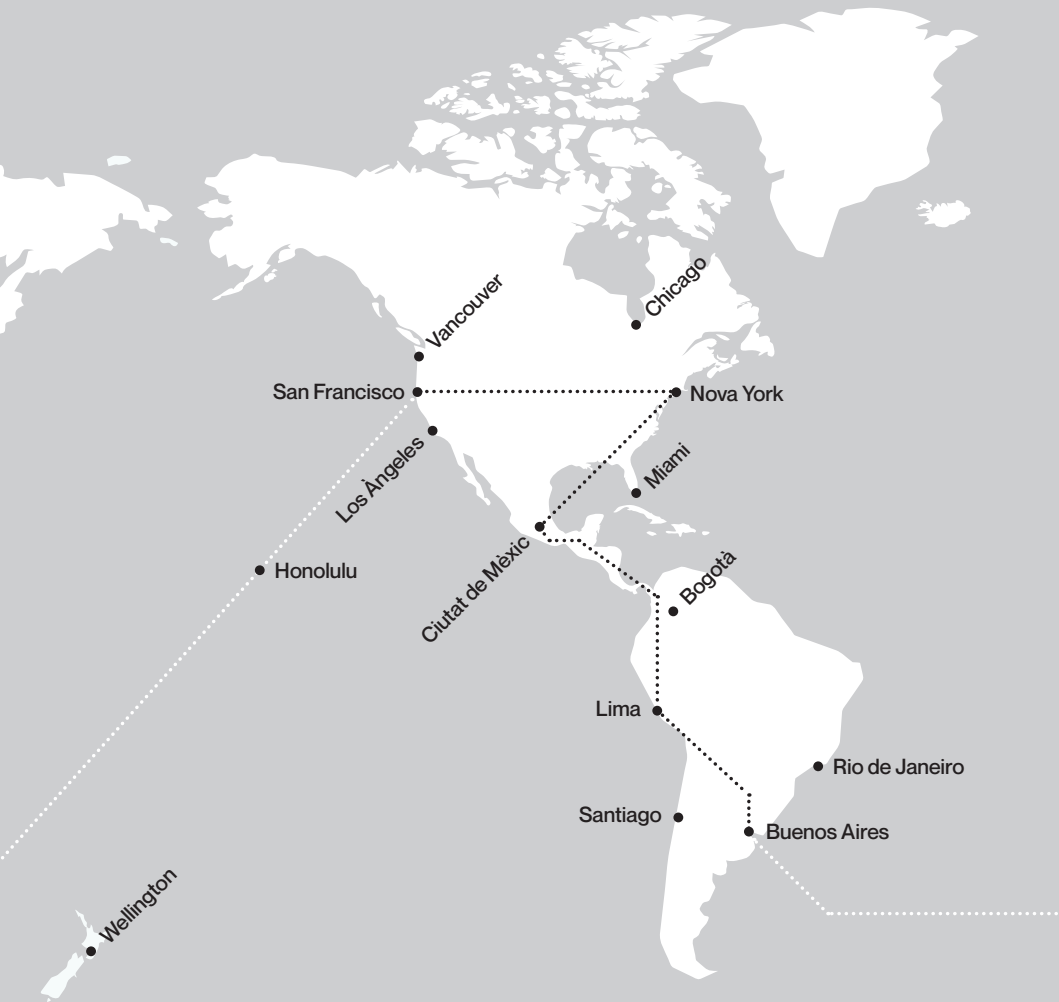 Chicago
Vancouver
San Francisco
Nova York
Los Àngeles
Miami
Honolulu
Ciutat de Mèxic
Bogotà
Lima
Rio de Janeiro
Santiago
Buenos Aires
Wellington